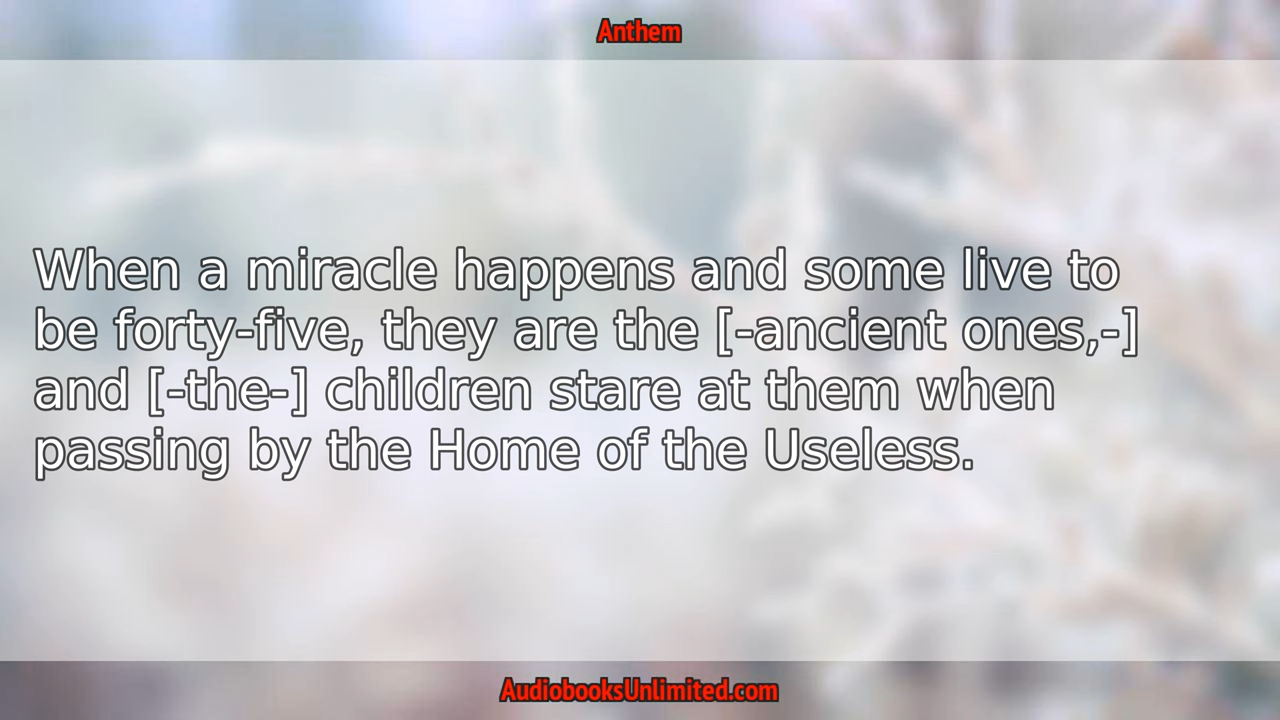 Anthem
When a miracle happens and some live to
be forty-five, they are the [-ancient ones,-]
and [-the-] children stare at them when
passing by the Home of the Useless.
AudiobooksUnlimited.com